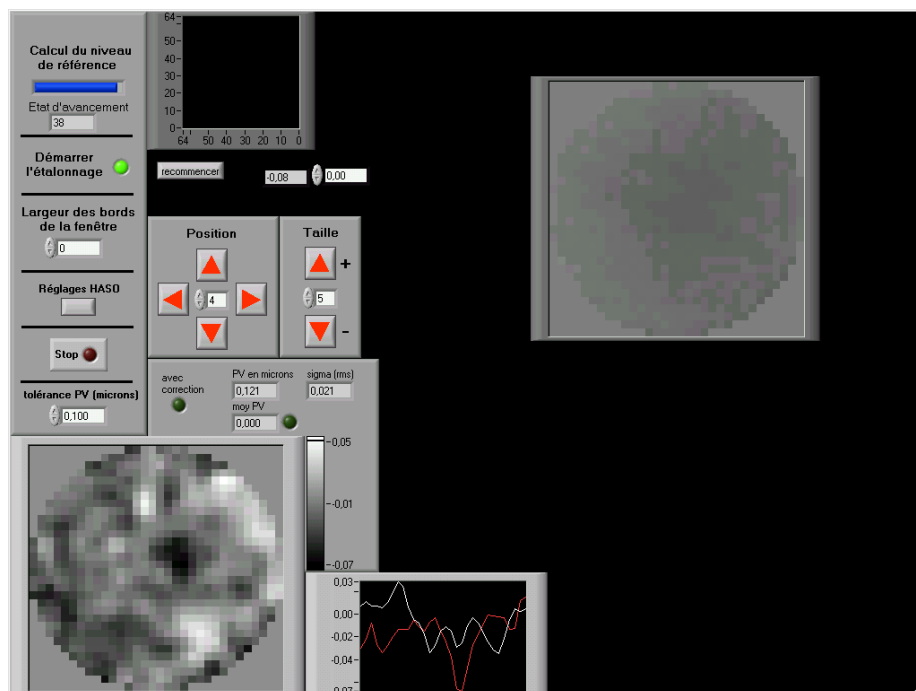 Calcul du niveau
de référence
Etat d'avancement
38
Démarrer
l'étalonnage
Largeur des bords
de la fenêtre
0
Réglages HASO
Stop
tolérance PV (microns)
0,100
64
50
40
30
20
10
0
64 50 40 30 20 10 0
recommencer
-0,08
0,00
Position
4
Taille
+
5
-
avec
correction
PV en microns
0,121
sigma (rms)
0,021
moy PV
0,000
-0,05
-0,01
-0,07
0,03
0,00
-0,02
-0,04
-0,07